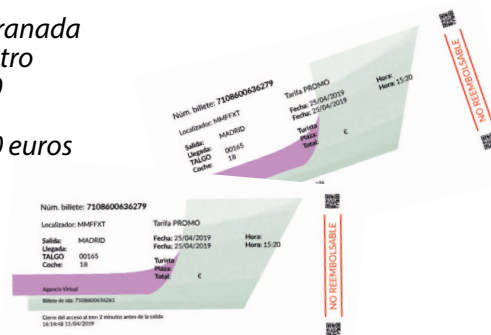 ranada
tro
euros
Núm. billete: 7108600636279
Localizador: MMFFXT Tarifa PROMO
Salida: MADRID Fecha: 25/04/2019 Hora:
Llegada: Fecha: 25/04/2019 Hora: 15:20
TALGO 00165 Turista
Coche: 18 Plaza:
Total: €
NO REEMBOLSABLE
Núm. billete: 7108600636279
Localizador: MMFFXT Tarifa PROMO
Salida: MADRID Fecha: 25/04/2019 Hora:
Llegada: Fecha: 25/04/2019 Hora: 15:20
TALGO 00165 Turista
Coche: 18 Plaza:
Total: €
Agencia Virtual
Billete de ida: 7108600636261
Cierre del acceso al tren 2 minutos antes de la salida
16:14:48 11/04/2019
NO REEMBOLSABLE